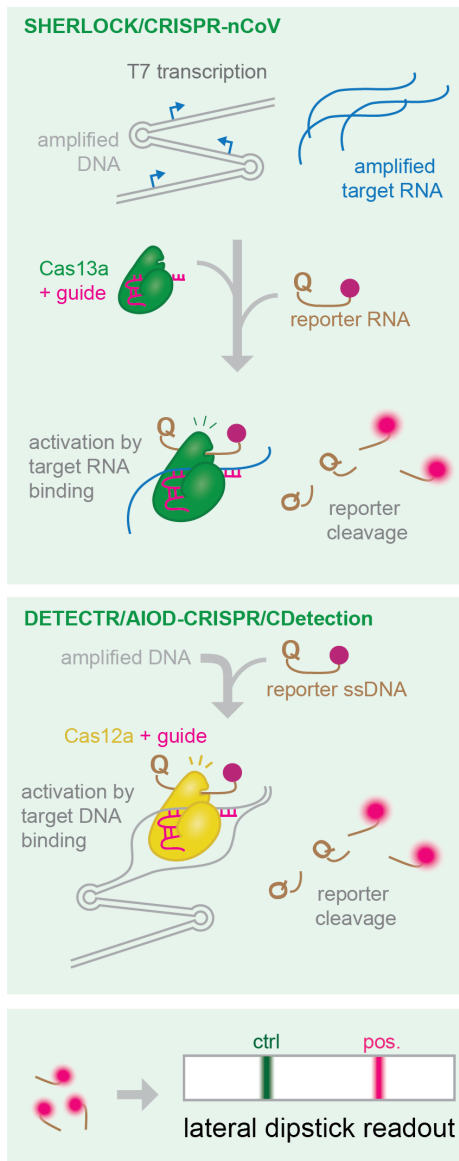 SHERLOCK/CRISPR-nCoV
T7 transcription
amplified
DNA
amplified
target RNA
Cas13a
+ guide
Q
reporter RNA
Q
activation by
target RNA
binding
Q
Q
reporter
cleavage
DETECTR/AIOD-CRISPR/CDetection
amplified DNA
Q
reporter ssDNA
Cas12a + guide
Q
activation by
target DNA
binding
Q
Q
reporter
cleavage
ctrl
pos.
lateral dipstick readout